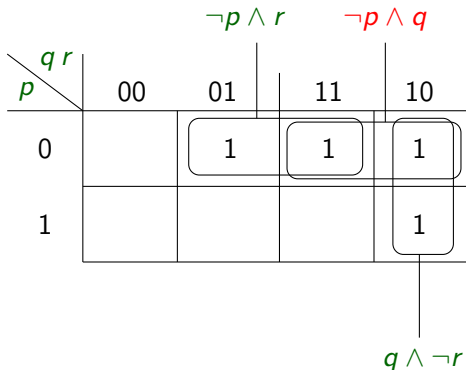 ¬p ∧ r ¬p ∧ q
q r
p 00 01 11 10
0 1 1 1
1 1
q ∧ ¬r